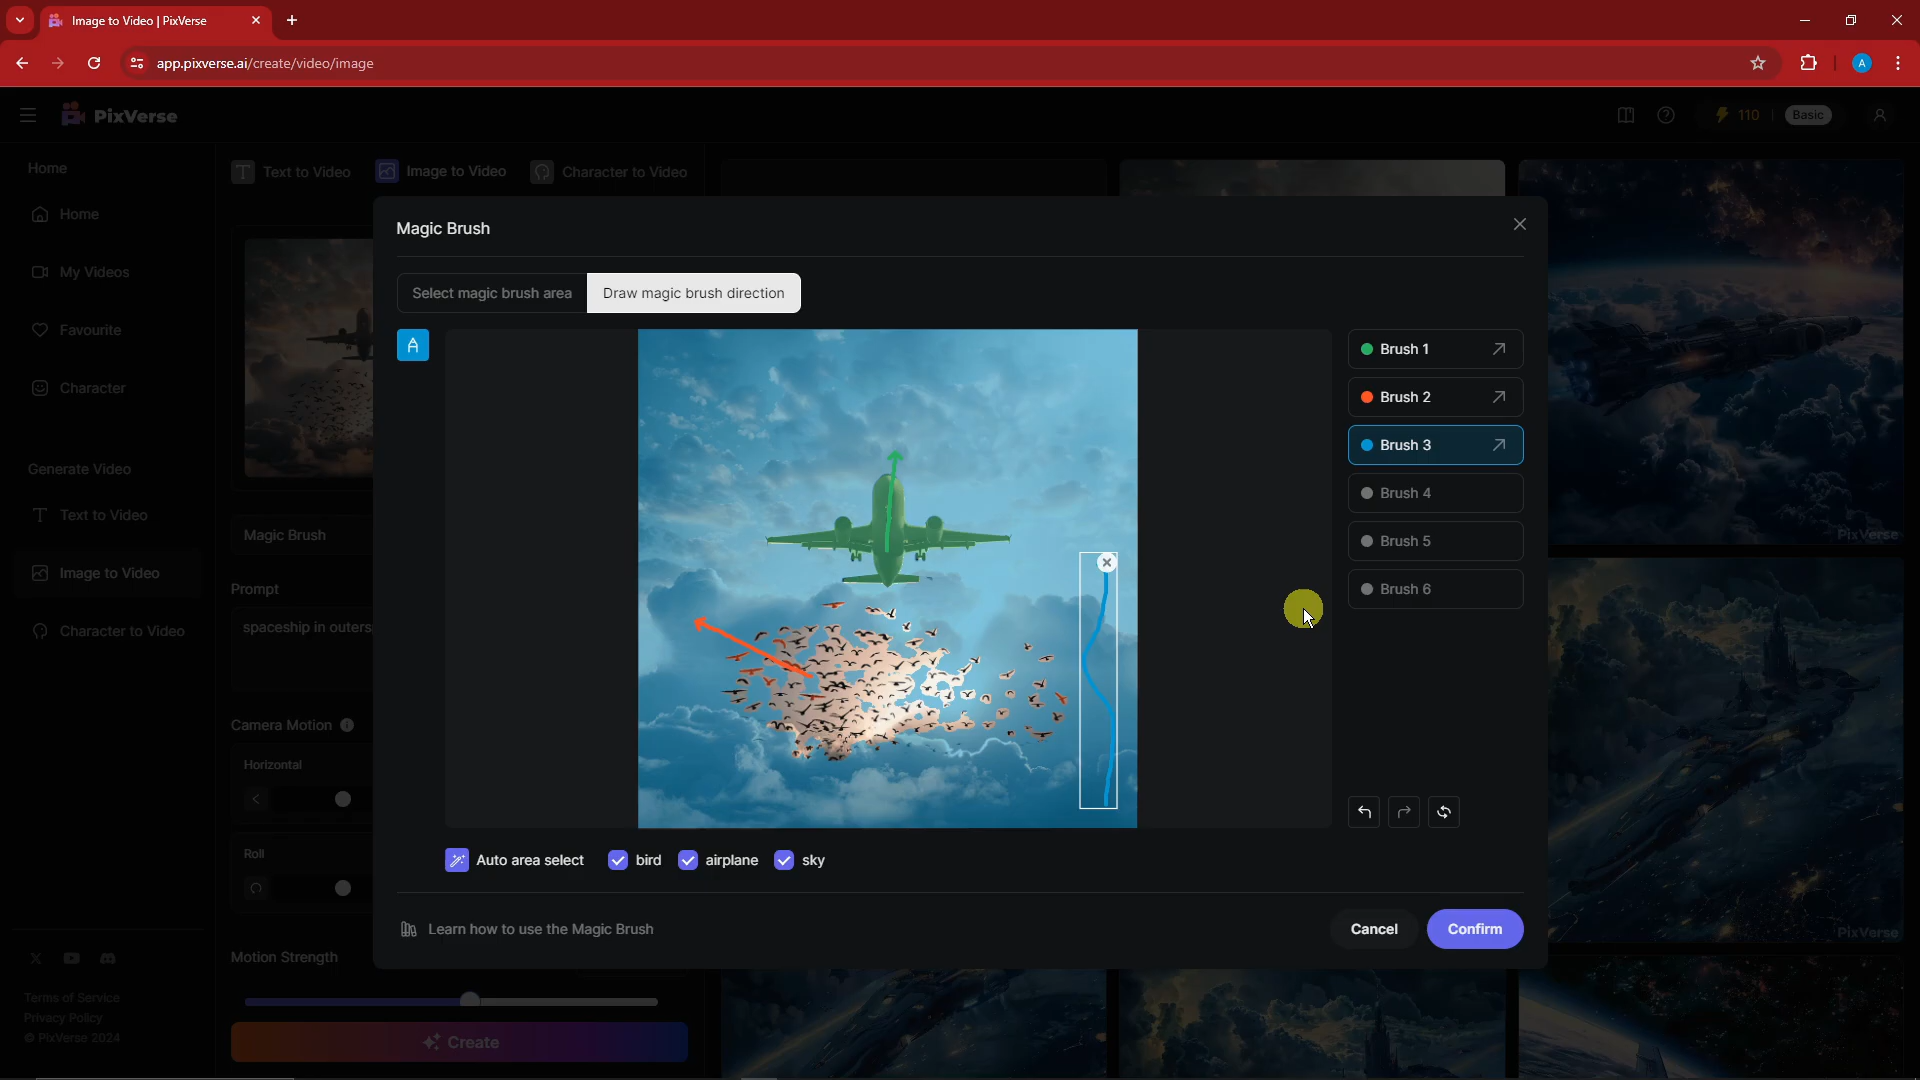 Image to Video | PixVerse
app.pixverse.ai/create/video/image
A
PixVerse
110
Basic
Home
Home
My Videos
Favourite
Character
Generate Video
Text to Video
Image to Video
Character to Video
Terms of Service
Privacy Policy
© PixVerse 2024
Text to Video
Image to Video
Character to Video
Magic Brush
Prompt
spaceship in outers
Camera Motion
Horizontal
Roll
Motion Strength
Create
Magic Brush
Select magic brush area
Draw magic brush direction
Brush 1
Brush 2
Brush 3
Brush 4
Brush 5
Brush 6
Auto area select
bird
airplane
sky
Learn how to use the Magic Brush
Cancel
Confirm
PixVerse
PixVerse